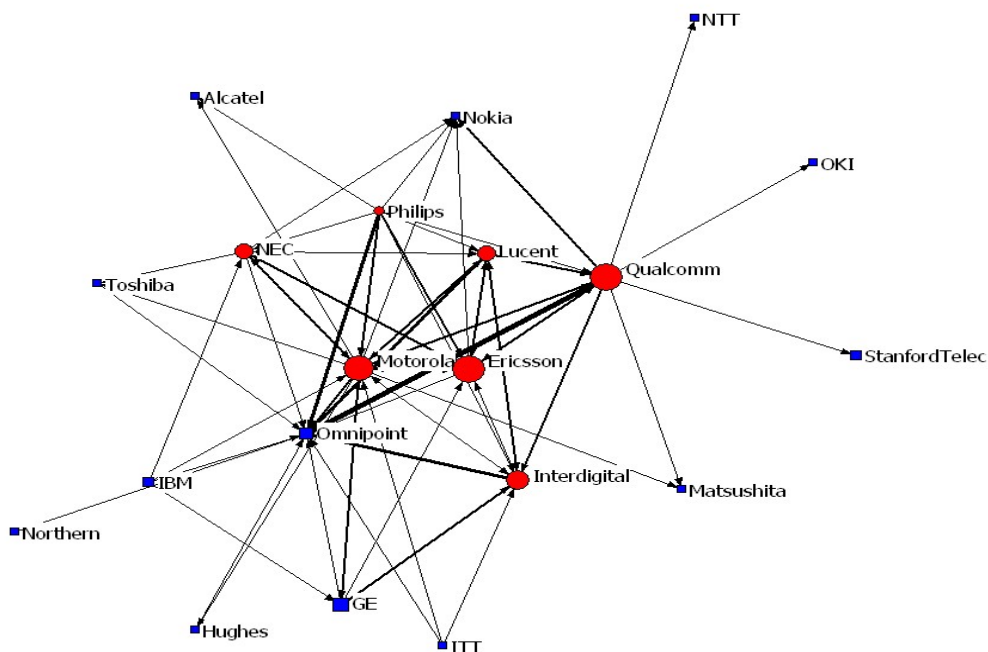 NTT
Alcatel
Nokia
OKI
Philips
NEC
Lucent
Qualcomm
Toshiba
Motorola
Ericsson
StanfordTelec
Omnipoint
Interdigital
IBM
Matsushita
Northern
GE
Hughes
ITT